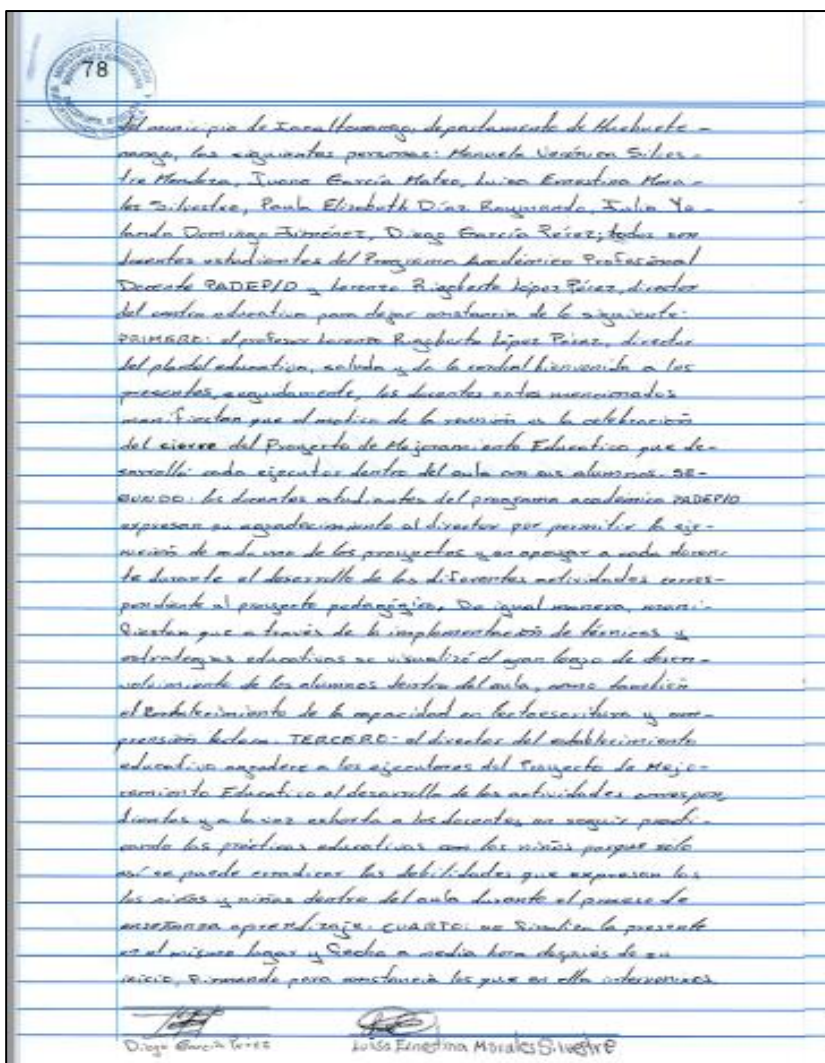 78
del municipio de Jacaltenango, departamento de Huehuete-
nango, las siguientes personas: Manuela Verónica Silves-
tre Mendoza, Juana García Mateo, Luisa Ernestina Mora-
les Silvestre, Paula Elizabeth Díaz Raymundo, Julia Yo-
landa Domingo Jiménez, Diego García Pérez; todos son
docentes estudiantes del Programa Académico Profesional
Docente PADEP/D y Lorenzo Rigoberto López Pérez, director
del centro educativo para dejar constancia de lo siguiente:
PRIMERO: el profesor Lorenzo Rigoberto López Pérez, director
del plantel educativo, saluda y da la cordial bienvenida a los
presentes, seguidamente, los docentes antes mencionados
manifiestan que el motivo de la reunión es la celebración
del cierre del Proyecto de Mejoramiento Educativo que de-
sarrolló cada ejecutor dentro del aula con sus alumnos. SE-
GUNDO: los docentes estudiantes del programa académico PADEP/D
expresan su agradecimiento al director por permitir la eje-
cución de cada uno de los proyectos y en apoyar a cada docen-
te durante el desarrollo de las diferentes actividades corres-
pondiente al proyecto pedagógico. De igual manera, mani-
fiestan que a través de la implementación de técnicas y
estrategias educativas se visualizó el gran logro de desen-
volvimiento de los alumnos dentro del aula, como también
el fortalecimiento de la capacidad en lectoescritura y com-
prensión lectora. TERCERO: el director del establecimiento
educativo agradece a los ejecutores del Proyecto de Mejo-
ramiento Educativo el desarrollo de las actividades correspon-
dientes y a la vez exhorta a los docentes en seguir practi-
cando las prácticas educativas con los niños porque solo
así se puede erradicar las debilidades que expresan los
los niños y niñas dentro del aula durante el proceso de
enseñanza aprendizaje. CUARTO: se finaliza la presente
en el mismo lugar y fecha a media hora después de su
inicio, firmando para constancia los que en ella intervenimos.
Diego García Pérez Luisa Ernestina Morales Silvestre